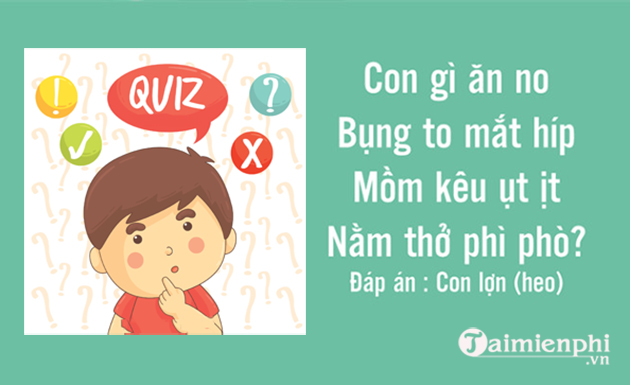 QUIZ
Con gì ăn no
Bụng to mắt híp
Mồm kêu ụt ịt
Nằm thở phì phò?
Đáp án : Con lợn (heo)
Taimienphi
.vn